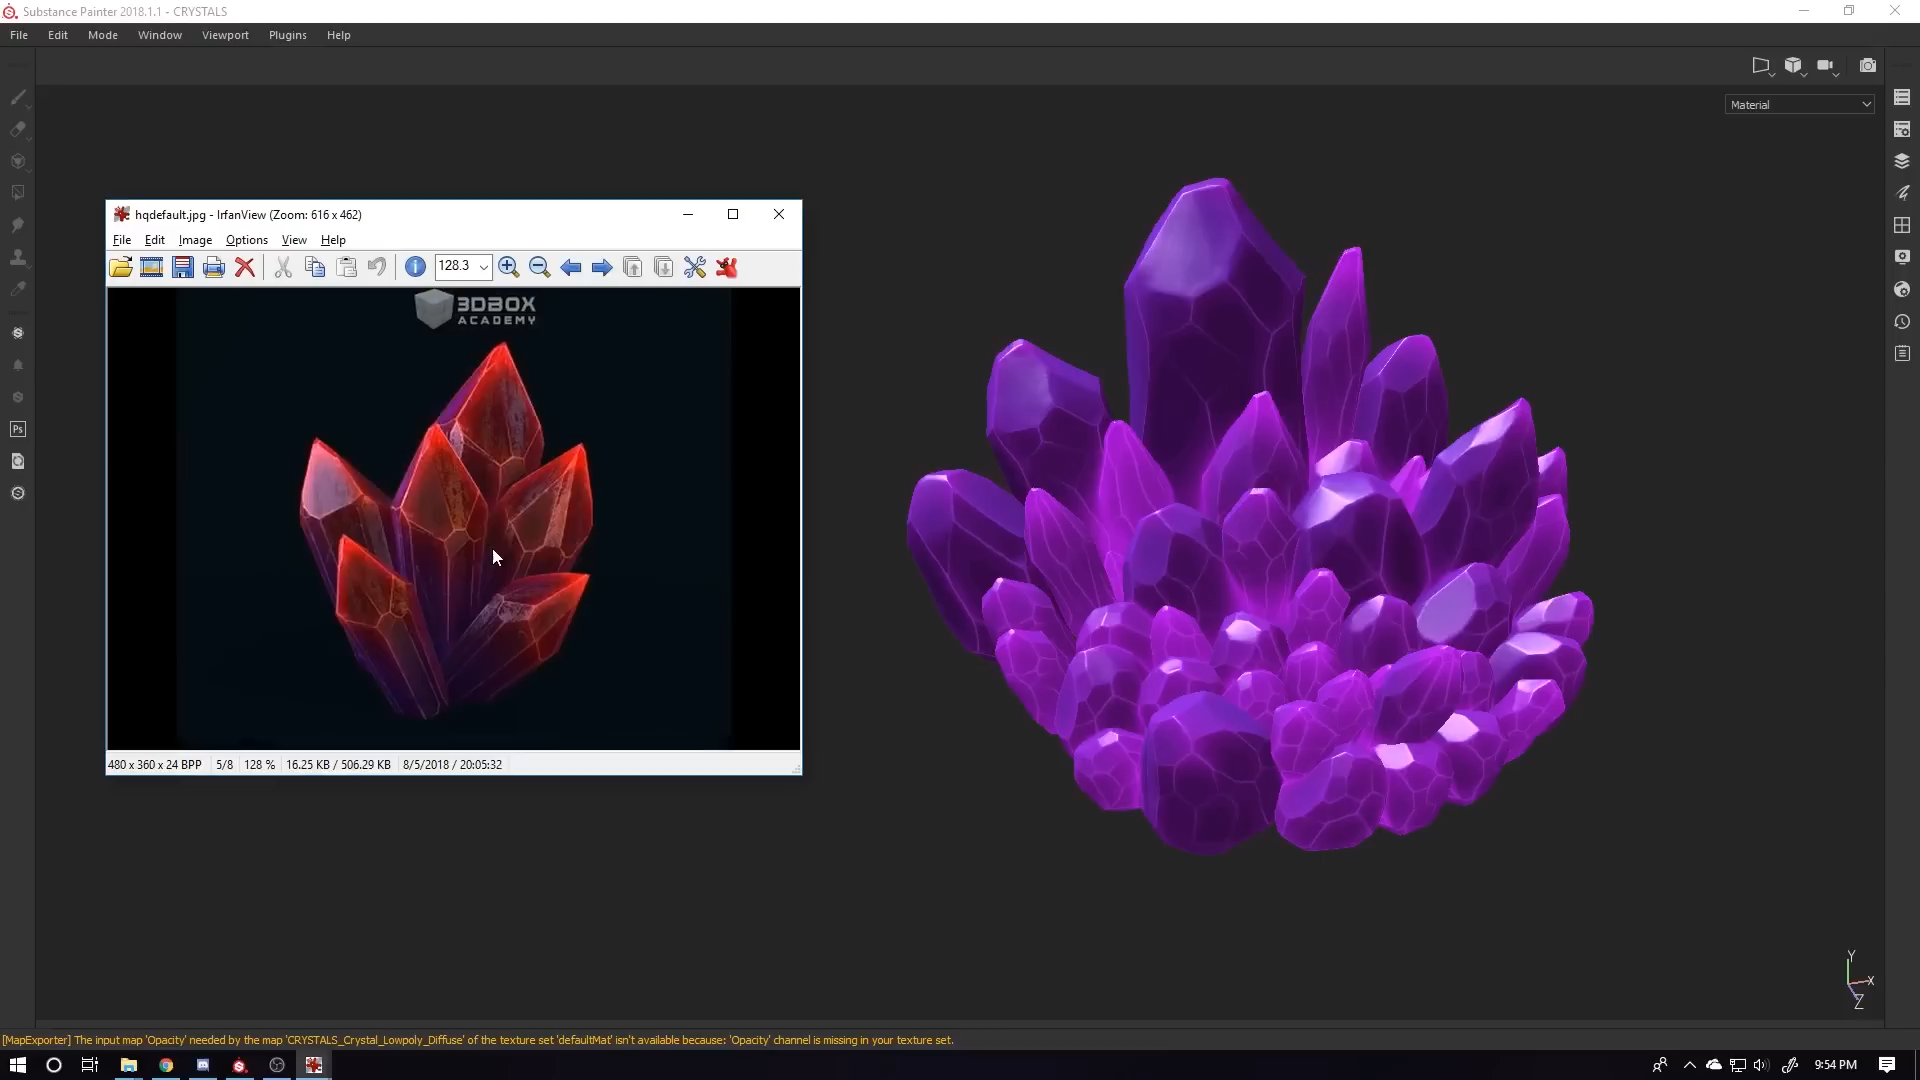 Substance Painter 2018.1.1 - CRYSTALS
File Edit Mode Window Viewport Plugins Help
Material
hqdefault.jpg - IrfanView (Zoom: 616 x 462)
File Edit Image Options View Help
128.3
3DBOX
ACADEMY
480 x 360 x 24 BPP 5/8 128 % 16.25 KB / 506.29 KB 8/5/2018 / 20:05:32
Ps
Y
X
Z
[MapExporter] The input map 'Opacity' needed by the map 'CRYSTALS_Crystal_Lowpoly_Diffuse' of the texture set 'defaultMat' isn't available because: 'Opacity' channel is missing in your texture set.
9:54 PM